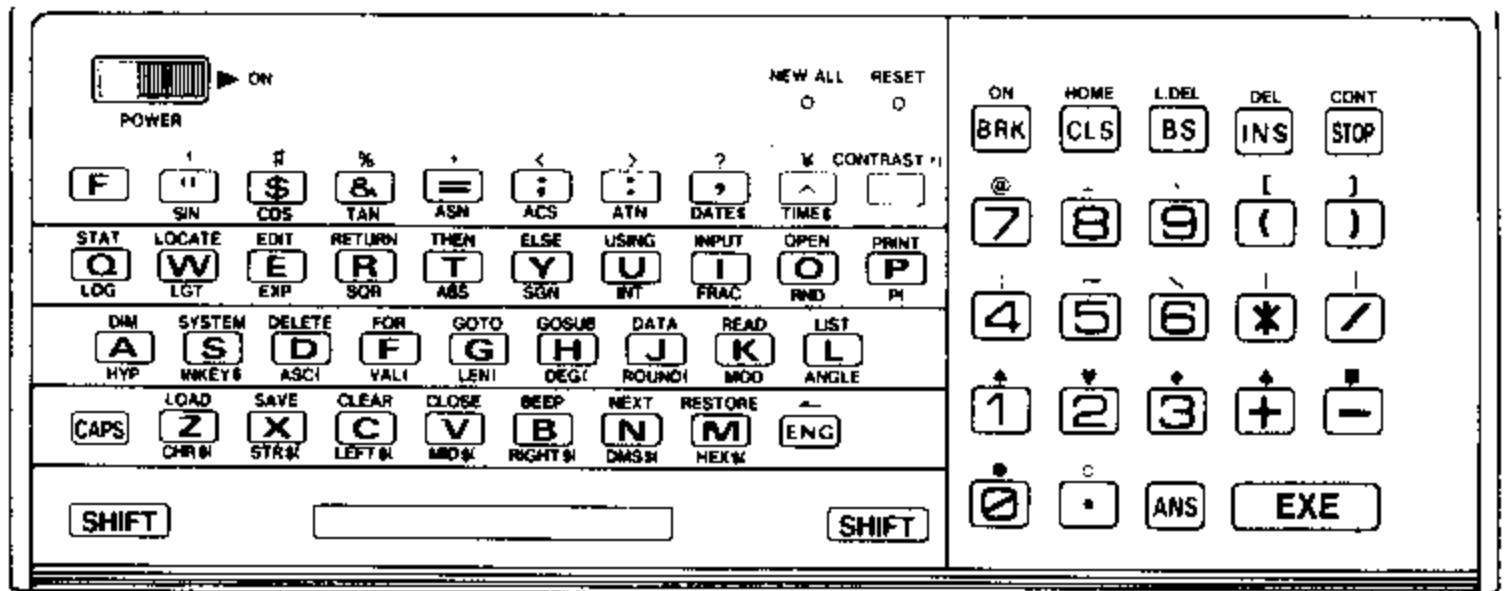 NEW ALL RESET
▶ ON
POWER
ON HOME L.DEL DEL CONT
BRK CLS BS INS STOP
' # % < > ? ¥ CONTRAST
F " $ & = ; : , ^
SIN COS TAN ASN ACS ATN DATE$ TIME$
@ [ ]
7 8 9 ( )
STAT LOCATE EDIT RETURN THEN ELSE USING INPUT OPEN PRINT
Q W E R T Y U I O P
LOG LGT EXP SQR ABS SGN INT FRAC RND PI
4 5 6 * /
DIM SYSTEM DELETE FOR GOTO GOSUB DATA READ LIST
A S D F G H J K L
HYP INKEY$ ASC( VAL( LEN( DEG( ROUND( MOD ANGLE
♠ ♥ ♦ ♣ ■
1 2 3 + -
LOAD SAVE CLEAR CLOSE BEEP NEXT RESTORE
CAPS Z X C V B N M ENG
CHR$( STR$( LEFT$( MID$( RIGHT$( DMS$( HEX$(
● ○
0 . ANS EXE
SHIFT SHIFT